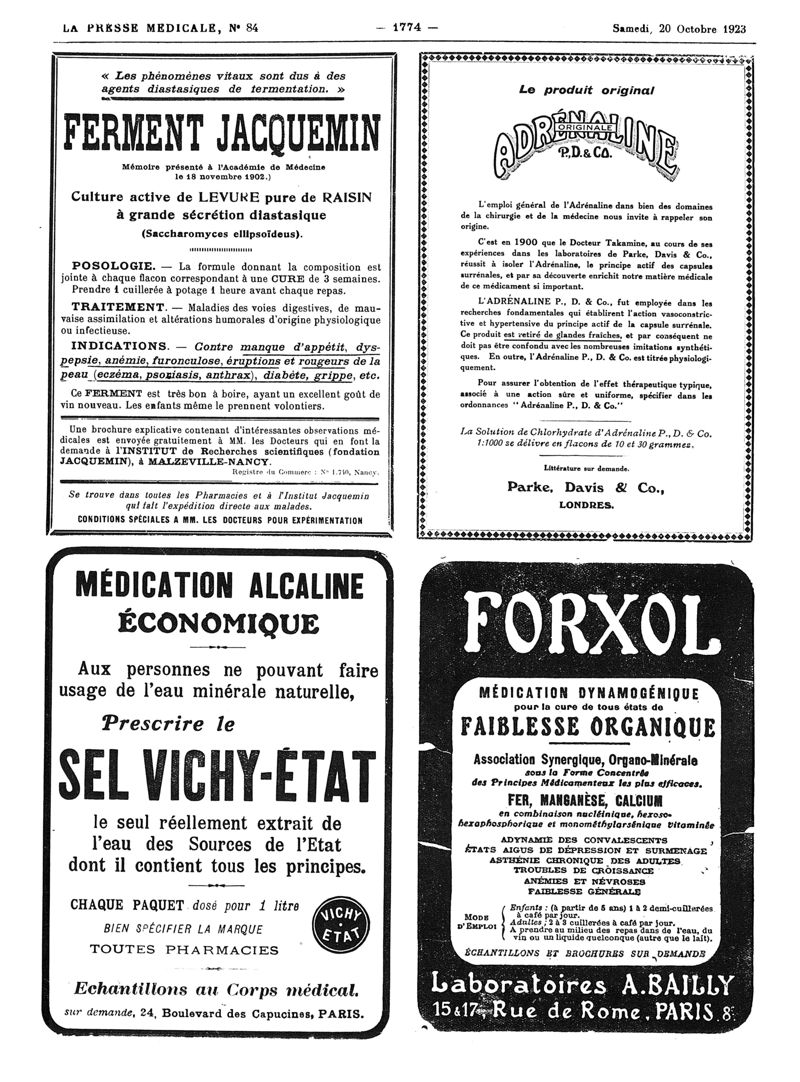 LA PRESSE MEDICALE, N° 84
— 1774 —
Samedi, 20 Octobre 1923
« Les phénomènes vitaux sont dus à des
agents diastasiques de fermentation. »
FERMENT JACQUEMIN
Mémoire présenté à l'Académie de Médecine
le 18 novembre 1902.)
Culture active de LEVURE pure de RAISIN
à grande sécrétion diastasique
(Saccharomyces ellipsoïdeus).
POSOLOGIE. — La formule donnant la composition est
jointe à chaque flacon correspondant à une CURE de 3 semaines.
Prendre 1 cuillerée à potage 1 heure avant chaque repas.
TRAITEMENT. — Maladies des voies digestives, de mau-
vaise assimilation et altérations humorales d'origine physiologique
ou infectieuse.
INDICATIONS. — Contre manque d'appétit, dys-
pepsie, anémie, furonculose, éruptions et rougeurs de la
peau (eczéma, psoriasis, anthrax), diabète, grippe, etc.
Ce FERMENT est très bon à boire, ayant un excellent goût de
vin nouveau. Les enfants même le prennent volontiers.
Une brochure explicative contenant d'intéressantes observations mé-
dicales est envoyée gratuitement à MM. les Docteurs qui en font la
demande à l'INSTITUT de Recherches scientifiques (fondation
JACQUEMIN), à MALZEVILLE-NANCY.
Registre du Commerce : N° 1.740, Nancy.
Se trouve dans toutes les Pharmacies et à l'Institut Jacquemin
qui fait l'expédition directe aux malades.
CONDITIONS SPÉCIALES A MM. LES DOCTEURS POUR EXPÉRIMENTATION
Le produit original
ADRÉNALINE
ORIGINALE
P., D. & CO.
L'emploi général de l'Adrénaline dans bien des domaines
de la chirurgie et de la médecine nous invite à rappeler son
origine.
C'est en 1900 que le Docteur Takamine, au cours de ses
expériences dans les laboratoires de Parke, Davis & Co.,
réussit à isoler l'Adrénaline, le principe actif des capsules
surrénales, et par sa découverte enrichit notre matière médicale
de ce médicament si important.
L'ADRÉNALINE P., D. & Co., fut employée dans les
recherches fondamentales qui établirent l'action vasoconstric-
tive et hypertensive du principe actif de la capsule surrénale.
Ce produit est retiré de glandes fraîches, et par conséquent ne
doit pas être confondu avec les nombreuses imitations synthéti-
ques. En outre, l'Adrénaline P., D. & Co. est titrée physiologi-
quement.
Pour assurer l'obtention de l'effet thérapeutique typique,
associé à une action sûre et uniforme, spécifier dans les
ordonnances "Adrénaline P., D. & Co."
La Solution de Chlorhydrate d'Adrénaline P., D. & Co.
1:1000 se délivre en flacons de 10 et 30 grammes.
Littérature sur demande.
Parke, Davis & Co.,
LONDRES.
MÉDICATION ALCALINE
ÉCONOMIQUE
Aux personnes ne pouvant faire
usage de l'eau minérale naturelle,
Prescrire le
SEL VICHY-ÉTAT
le seul réellement extrait de
l'eau des Sources de l'Etat
dont il contient tous les principes.
CHAQUE PAQUET dosé pour 1 litre
BIEN SPÉCIFIER LA MARQUE
TOUTES PHARMACIES
VICHY
ÉTAT
Echantillons au Corps médical.
sur demande, 24, Boulevard des Capucines, PARIS.
FORXOL
MÉDICATION DYNAMOGÉNIQUE
pour la cure de tous états de
FAIBLESSE ORGANIQUE
Association Synergique, Organo-Minérale
sous la Forme Concentrée
des Principes Médicamenteux les plus efficaces.
FER, MANGANÈSE, CALCIUM
en combinaison nucléinique, hexoso-
hexaphosphorique et monométhylarsénique vitaminée
ADYNAMIE DES CONVALESCENTS
ÉTATS AIGUS DE DÉPRESSION ET SURMENAGE
ASTHÉNIE CHRONIQUE DES ADULTES
TROUBLES DE CROISSANCE
ANÉMIES ET NÉVROSES
FAIBLESSE GÉNÉRALE
MODE D'EMPLOI
Enfants : (à partir de 5 ans) 1 à 2 demi-cuillerées
à café par jour.
Adultes : 2 à 3 cuillerées à café par jour.
A prendre au milieu des repas dans de l'eau, du
vin ou un liquide quelconque (autre que le lait).
ÉCHANTILLONS ET BROCHURES SUR DEMANDE
Laboratoires A. BAILLY
15 & 17, Rue de Rome, PARIS 8e